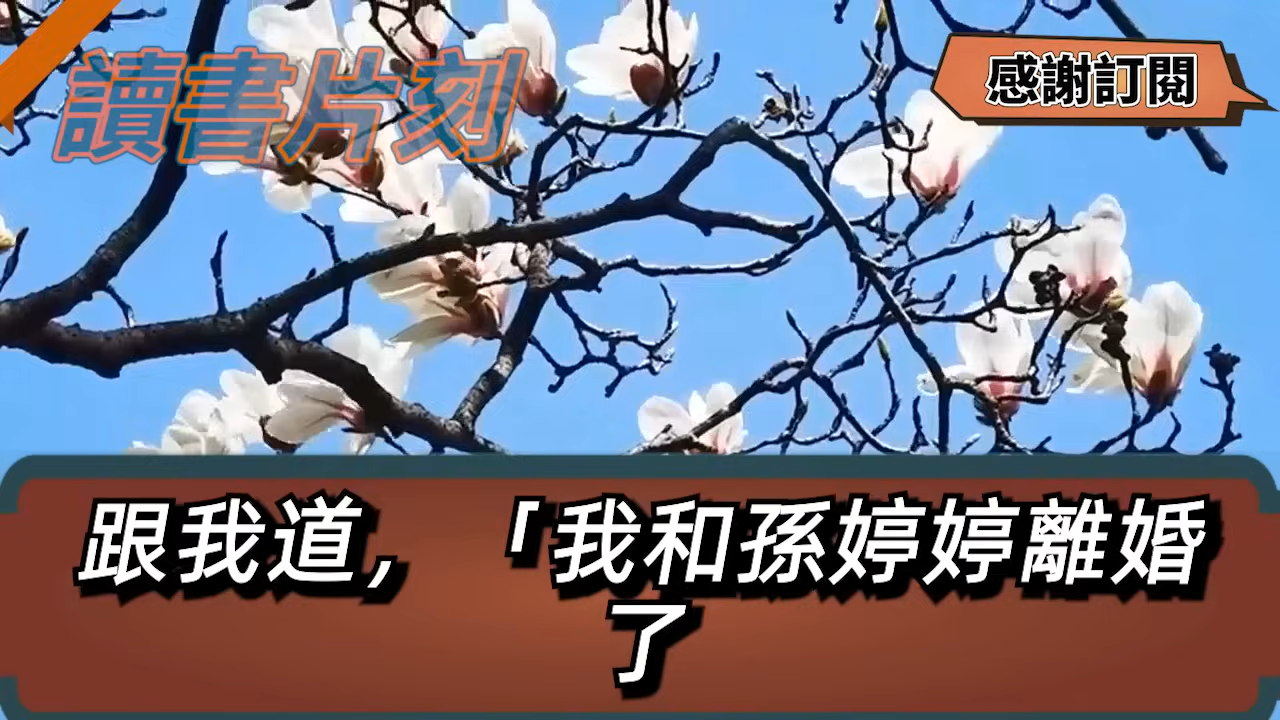 讀書片刻
感謝訂閱
跟我道,「我和孫婷婷離婚
了